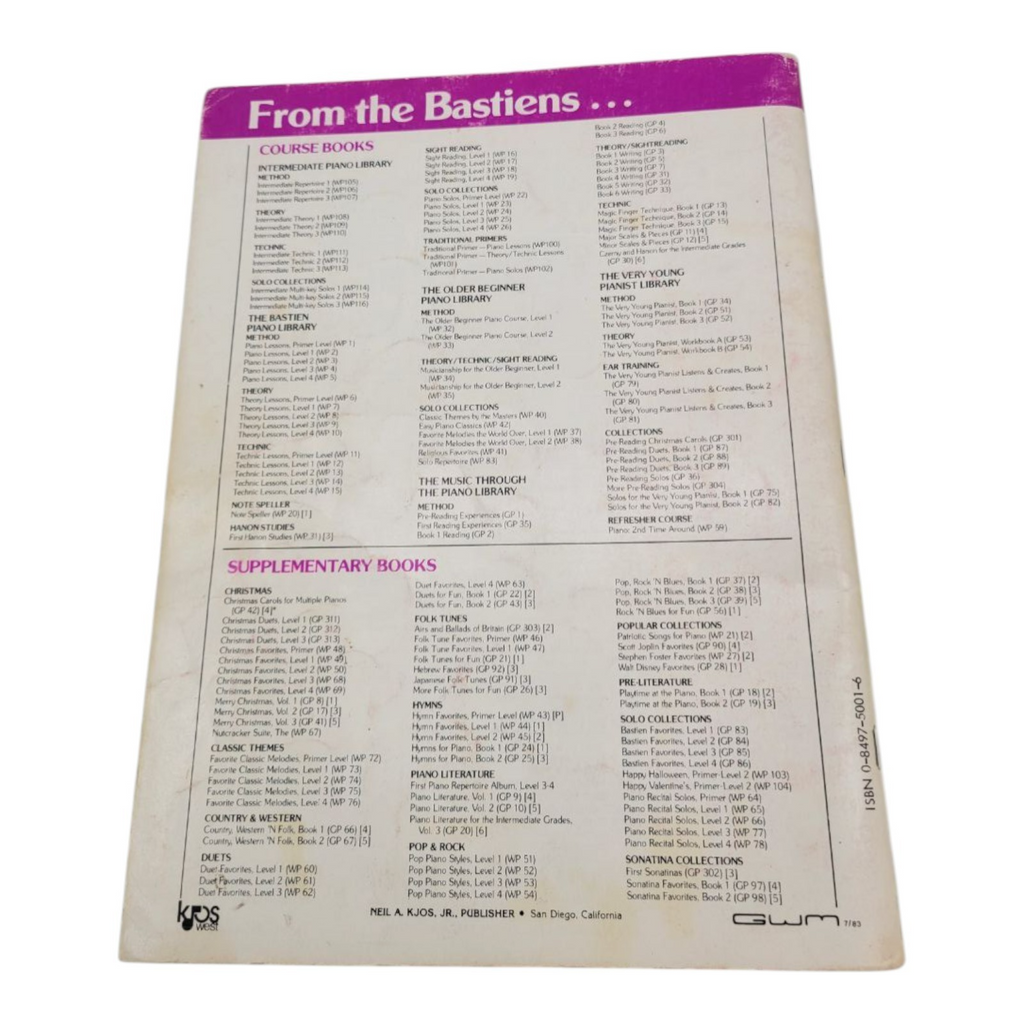 From the Bastiens . . .
COURSE BOOKS
INTERMEDIATE PIANO LIBRARY
METHOD
Intermediate Repertoire 1 (WP105)
Intermediate Repertoire 2 (WP106)
Intermediate Repertoire 3 (WP107)
THEORY
Intermediate Theory 1 (WP108)
Intermediate Theory 2 (WP109)
Intermediate Theory 3 (WP110)
TECHNIC
Intermediate Technic 1 (WP111)
Intermediate Technic 2 (WP112)
Intermediate Technic 3 (WP113)
SOLO COLLECTIONS
Intermediate Multi-key Solos 1 (WP114)
Intermediate Multi-key Solos 2 (WP115)
Intermediate Multi-key Solos 3 (WP116)
THE BASTIEN
PIANO LIBRARY
METHOD
Piano Lessons, Primer Level (WP 1)
Piano Lessons, Level 1 (WP 2)
Piano Lessons, Level 2 (WP 3)
Piano Lessons, Level 3 (WP 4)
Piano Lessons, Level 4 (WP 5)
THEORY
Theory Lessons, Primer Level (WP 6)
Theory Lessons, Level 1 (WP 7)
Theory Lessons, Level 2 (WP 8)
Theory Lessons, Level 3 (WP 9)
Theory Lessons, Level 4 (WP 10)
TECHNIC
Technic Lessons, Primer Level (WP 11)
Technic Lessons, Level 1 (WP 12)
Technic Lessons, Level 2 (WP 13)
Technic Lessons, Level 3 (WP 14)
Technic Lessons, Level 4 (WP 15)
NOTE SPELLER
Note Speller (WP 20) [1]
HANON STUDIES
First Hanon Studies (WP 31) [3]
SIGHT READING
Sight Reading, Level 1 (WP 16)
Sight Reading, Level 2 (WP 17)
Sight Reading, Level 3 (WP 18)
Sight Reading, Level 4 (WP 19)
SOLO COLLECTIONS
Piano Solos, Primer Level (WP 22)
Piano Solos, Level 1 (WP 23)
Piano Solos, Level 2 (WP 24)
Piano Solos, Level 3 (WP 25)
Piano Solos, Level 4 (WP 26)
TRADITIONAL PRIMERS
Traditional Primer — Piano Lessons (WP100)
Traditional Primer — Theory/Technic Lessons
(WP101)
Traditional Primer — Piano Solos (WP102)
THE OLDER BEGINNER
PIANO LIBRARY
METHOD
The Older Beginner Piano Course, Level 1
(WP 32)
The Older Beginner Piano Course, Level 2
(WP 33)
THEORY/TECHNIC/SIGHT READING
Musicianship for the Older Beginner, Level 1
(WP 34)
Musicianship for the Older Beginner, Level 2
(WP 35)
SOLO COLLECTIONS
Classic Themes by the Masters (WP 40)
Easy Piano Classics (WP 42)
Favorite Melodies the World Over, Level 1 (WP 37)
Favorite Melodies the World Over, Level 2 (WP 38)
Religious Favorites (WP 41)
Solo Repertoire (WP 83)
THE MUSIC THROUGH
THE PIANO LIBRARY
METHOD
Pre-Reading Experiences (GP 1)
First Reading Experiences (GP 35)
Book 1 Reading (GP 2)
Book 2 Reading (GP 4)
Book 3 Reading (GP 6)
THEORY/SIGHTREADING
Book 1 Writing (GP 3)
Book 2 Writing (GP 5)
Book 3 Writing (GP 7)
Book 4 Writing (GP 31)
Book 5 Writing (GP 32)
Book 6 Writing (GP 33)
TECHNIC
Magic Finger Technique, Book 1 (GP 13)
Magic Finger Technique, Book 2 (GP 14)
Magic Finger Technique, Book 3 (GP 15)
Major Scales & Pieces (GP 11) [4]
Minor Scales & Pieces (GP 12) [5]
Czerny and Hanon for the Intermediate Grades
(GP 30) [6]
THE VERY YOUNG
PIANIST LIBRARY
METHOD
The Very Young Pianist, Book 1 (GP 34)
The Very Young Pianist, Book 2 (GP 51)
The Very Young Pianist, Book 3 (GP 52)
THEORY
The Very Young Pianist, Workbook A (GP 53)
The Very Young Pianist, Workbook B (GP 54)
EAR TRAINING
The Very Young Pianist Listens & Creates, Book 1
(GP 79)
The Very Young Pianist Listens & Creates, Book 2
(GP 80)
The Very Young Pianist Listens & Creates, Book 3
(GP 81)
COLLECTIONS
Pre-Reading Christmas Carols (GP 301)
Pre-Reading Duets, Book 1 (GP 87)
Pre-Reading Duets, Book 2 (GP 88)
Pre-Reading Duets, Book 3 (GP 89)
Pre-Reading Solos (GP 36)
More Pre-Reading Solos (GP 304)
Solos for the Very Young Pianist, Book 1 (GP 75)
Solos for the Very Young Pianist, Book 2 (GP 82)
REFRESHER COURSE
Piano: 2nd Time Around (WP 59)
SUPPLEMENTARY BOOKS
CHRISTMAS
Christmas Carols for Multiple Pianos
(GP 42) [4]*
Christmas Duets, Level 1 (GP 311)
Christmas Duets, Level 2 (GP 312)
Christmas Duets, Level 3 (GP 313)
Christmas Favorites, Primer (WP 48)
Christmas Favorites, Level 1 (WP 49)
Christmas Favorites, Level 2 (WP 50)
Christmas Favorites, Level 3 (WP 68)
Christmas Favorites, Level 4 (WP 69)
Merry Christmas, Vol. 1 (GP 8) [1]
Merry Christmas, Vol. 2 (GP 17) [3]
Merry Christmas, Vol. 3 (GP 41) [5]
Nutcracker Suite, The (WP 67)
CLASSIC THEMES
Favorite Classic Melodies, Primer Level (WP 72)
Favorite Classic Melodies, Level 1 (WP 73)
Favorite Classic Melodies, Level 2 (WP 74)
Favorite Classic Melodies, Level 3 (WP 75)
Favorite Classic Melodies, Level 4 (WP 76)
COUNTRY & WESTERN
Country, Western 'N Folk, Book 1 (GP 66) [4]
Country, Western 'N Folk, Book 2 (GP 67) [5]
DUETS
Duet Favorites, Level 1 (WP 60)
Duet Favorites, Level 2 (WP 61)
Duet Favorites, Level 3 (WP 62)
Duet Favorites, Level 4 (WP 63)
Duets for Fun, Book 1 (GP 22) [2]
Duets for Fun, Book 2 (GP 43) [3]
FOLK TUNES
Airs and Ballads of Britain (GP 303) [2]
Folk Tune Favorites, Primer (WP 46)
Folk Tune Favorites, Level 1 (WP 47)
Folk Tunes for Fun (GP 21) [1]
Hebrew Favorites (GP 92) [3]
Japanese Folk Tunes (GP 91) [3]
More Folk Tunes for Fun (GP 26) [3]
HYMNS
Hymn Favorites, Primer Level (WP 43) [P]
Hymn Favorites, Level 1 (WP 44) [1]
Hymn Favorites, Level 2 (WP 45) [2]
Hymns for Piano, Book 1 (GP 24) [1]
Hymns for Piano, Book 2 (GP 25) [3]
PIANO LITERATURE
First Piano Repertoire Album, Level 3-4
Piano Literature, Vol. 1 (GP 9) [4]
Piano Literature, Vol. 2 (GP 10) [5]
Piano Literature for the Intermediate Grades,
Vol. 3 (GP 20) [6]
POP & ROCK
Pop Piano Styles, Level 1 (WP 51)
Pop Piano Styles, Level 2 (WP 52)
Pop Piano Styles, Level 3 (WP 53)
Pop Piano Styles, Level 4 (WP 54)
Pop, Rock 'N Blues, Book 1 (GP 37) [2]
Pop, Rock 'N Blues, Book 2 (GP 38) [3]
Pop, Rock 'N Blues, Book 3 (GP 39) [5]
Rock 'N Blues for Fun (GP 56) [1]
POPULAR COLLECTIONS
Patriotic Songs for Piano (WP 21) [2]
Scott Joplin Favorites (GP 90) [4]
Stephen Foster Favorites (WP 27) [2]
Walt Disney Favorites (GP 28) [1]
PRE-LITERATURE
Playtime at the Piano, Book 1 (GP 18) [2]
Playtime at the Piano, Book 2 (GP 19) [3]
SOLO COLLECTIONS
Bastien Favorites, Level 1 (GP 83)
Bastien Favorites, Level 2 (GP 84)
Bastien Favorites, Level 3 (GP 85)
Bastien Favorites, Level 4 (GP 86)
Happy Halloween, Primer-Level 2 (WP 103)
Happy Valentine's, Primer-Level 2 (WP 104)
Piano Recital Solos, Primer (WP 64)
Piano Recital Solos, Level 1 (WP 65)
Piano Recital Solos, Level 2 (WP 66)
Piano Recital Solos, Level 3 (WP 77)
Piano Recital Solos, Level 4 (WP 78)
SONATINA COLLECTIONS
First Sonatinas (GP 302) [3]
Sonatina Favorites, Book 1 (GP 97) [4]
Sonatina Favorites, Book 2 (GP 98) [5]
ISBN 0-8497-5001-6
kjos
west
NEIL A. KJOS, JR., PUBLISHER • San Diego, California
GWM 7/83